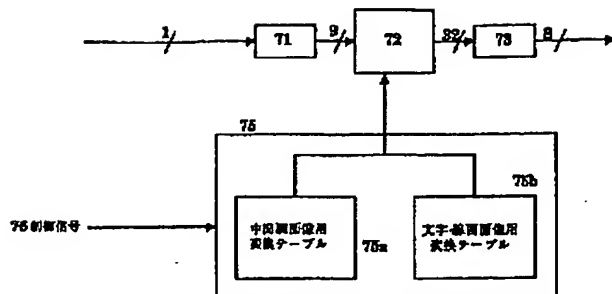 1
71
9
72
32
73
8
75
75b
76 制御信号
中間調画像用
変換テーブル
75a
文字・線画画像用
変換テーブル